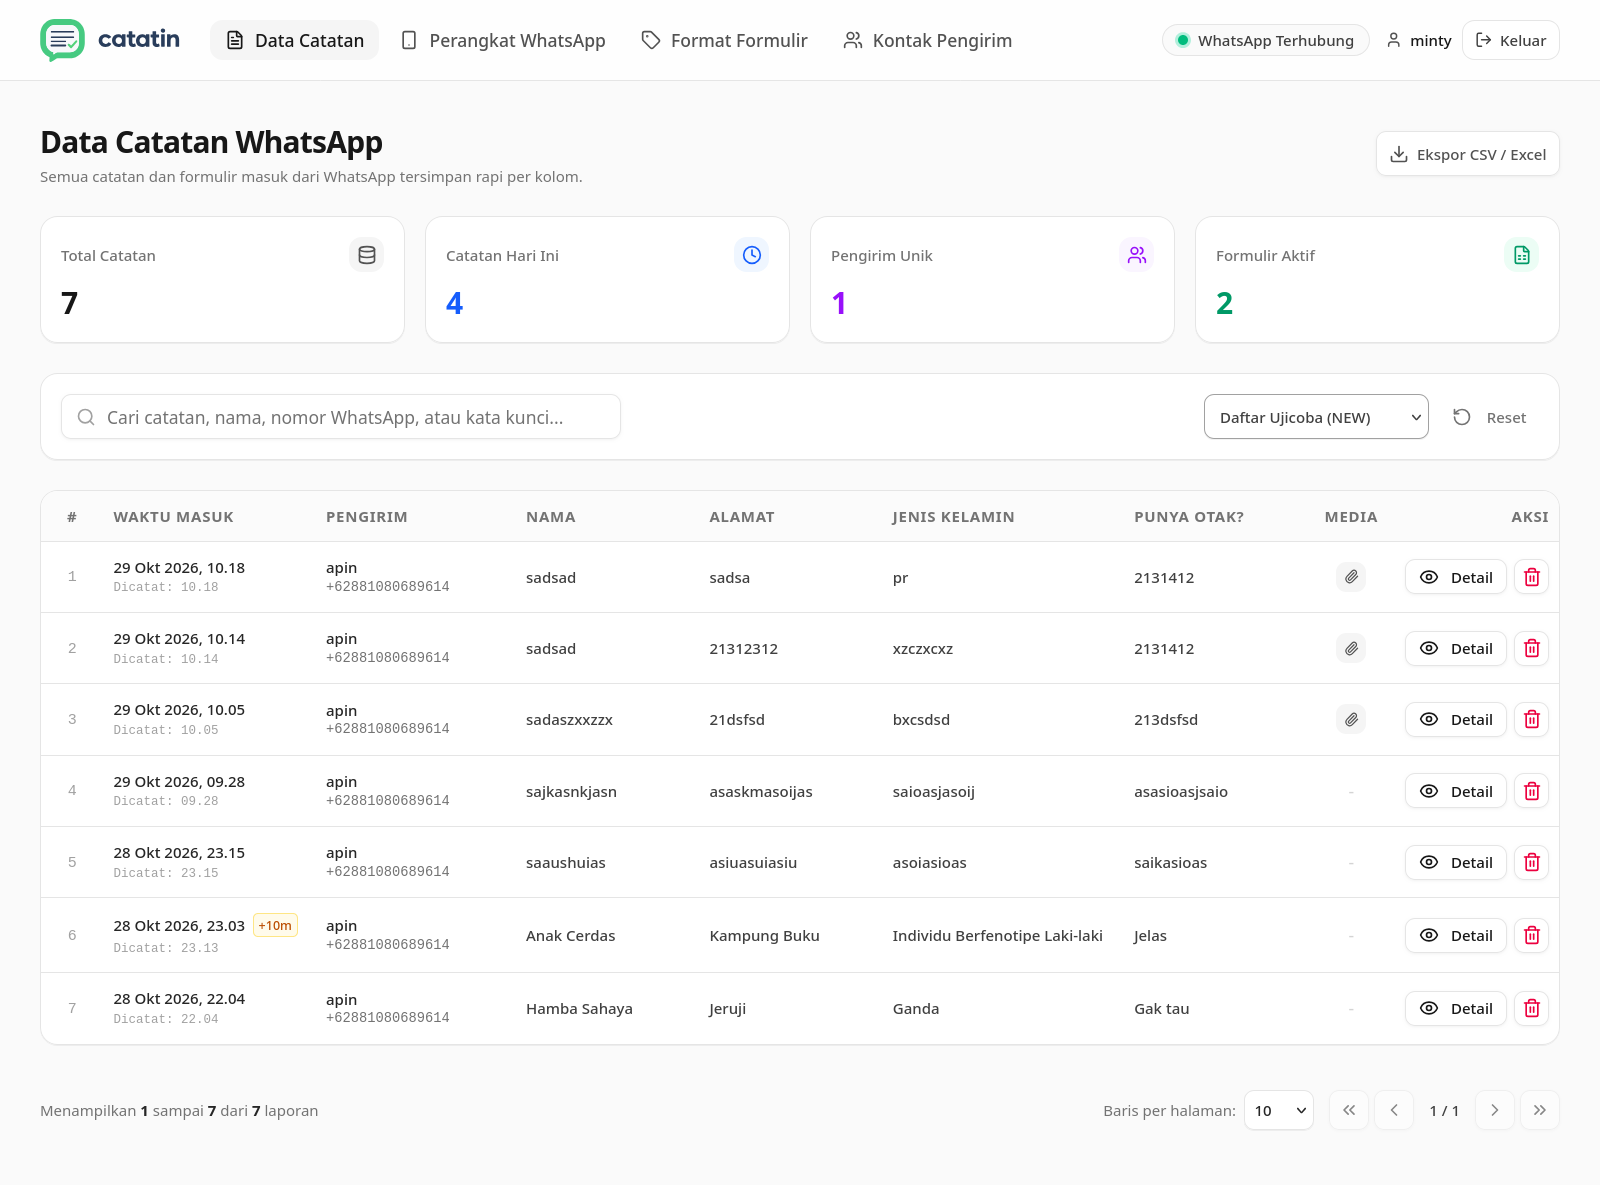 catatin Data Catatan Perangkat WhatsApp Format Formulir Kontak Pengirim WhatsApp Terhubung minty Keluar
Data Catatan WhatsApp
Semua catatan dan formulir masuk dari WhatsApp tersimpan rapi per kolom.
Ekspor CSV / Excel
Total Catatan
7
Catatan Hari Ini
4
Pengirim Unik
1
Formulir Aktif
2
Cari catatan, nama, nomor WhatsApp, atau kata kunci... Daftar Ujicoba (NEW) Reset
# WAKTU MASUK PENGIRIM NAMA ALAMAT JENIS KELAMIN PUNYA OTAK? MEDIA AKSI
1 29 Okt 2026, 10.18 apin sadsad sadsa pr 2131412 Detail
Dicatat: 10.18 +62881080689614
2 29 Okt 2026, 10.14 apin sadsad 21312312 xzczxcxz 2131412 Detail
Dicatat: 10.14 +62881080689614
3 29 Okt 2026, 10.05 apin sadaszxxzzx 21dsfsd bxcsdsd 213dsfsd Detail
Dicatat: 10.05 +62881080689614
4 29 Okt 2026, 09.28 apin sajkasnkjasn asaskmasoijas saioasjasoij asasioasjsaio - Detail
Dicatat: 09.28 +62881080689614
5 28 Okt 2026, 23.15 apin saaushuias asiuasuiasiu asoiasioas saikasioas - Detail
Dicatat: 23.15 +62881080689614
6 28 Okt 2026, 23.03 +10m apin Anak Cerdas Kampung Buku Individu Berfenotipe Laki-laki Jelas - Detail
Dicatat: 23.13 +62881080689614
7 28 Okt 2026, 22.04 apin Hamba Sahaya Jeruji Ganda Gak tau - Detail
Dicatat: 22.04 +62881080689614
Menampilkan 1 sampai 7 dari 7 laporan Baris per halaman: 10 1 / 1